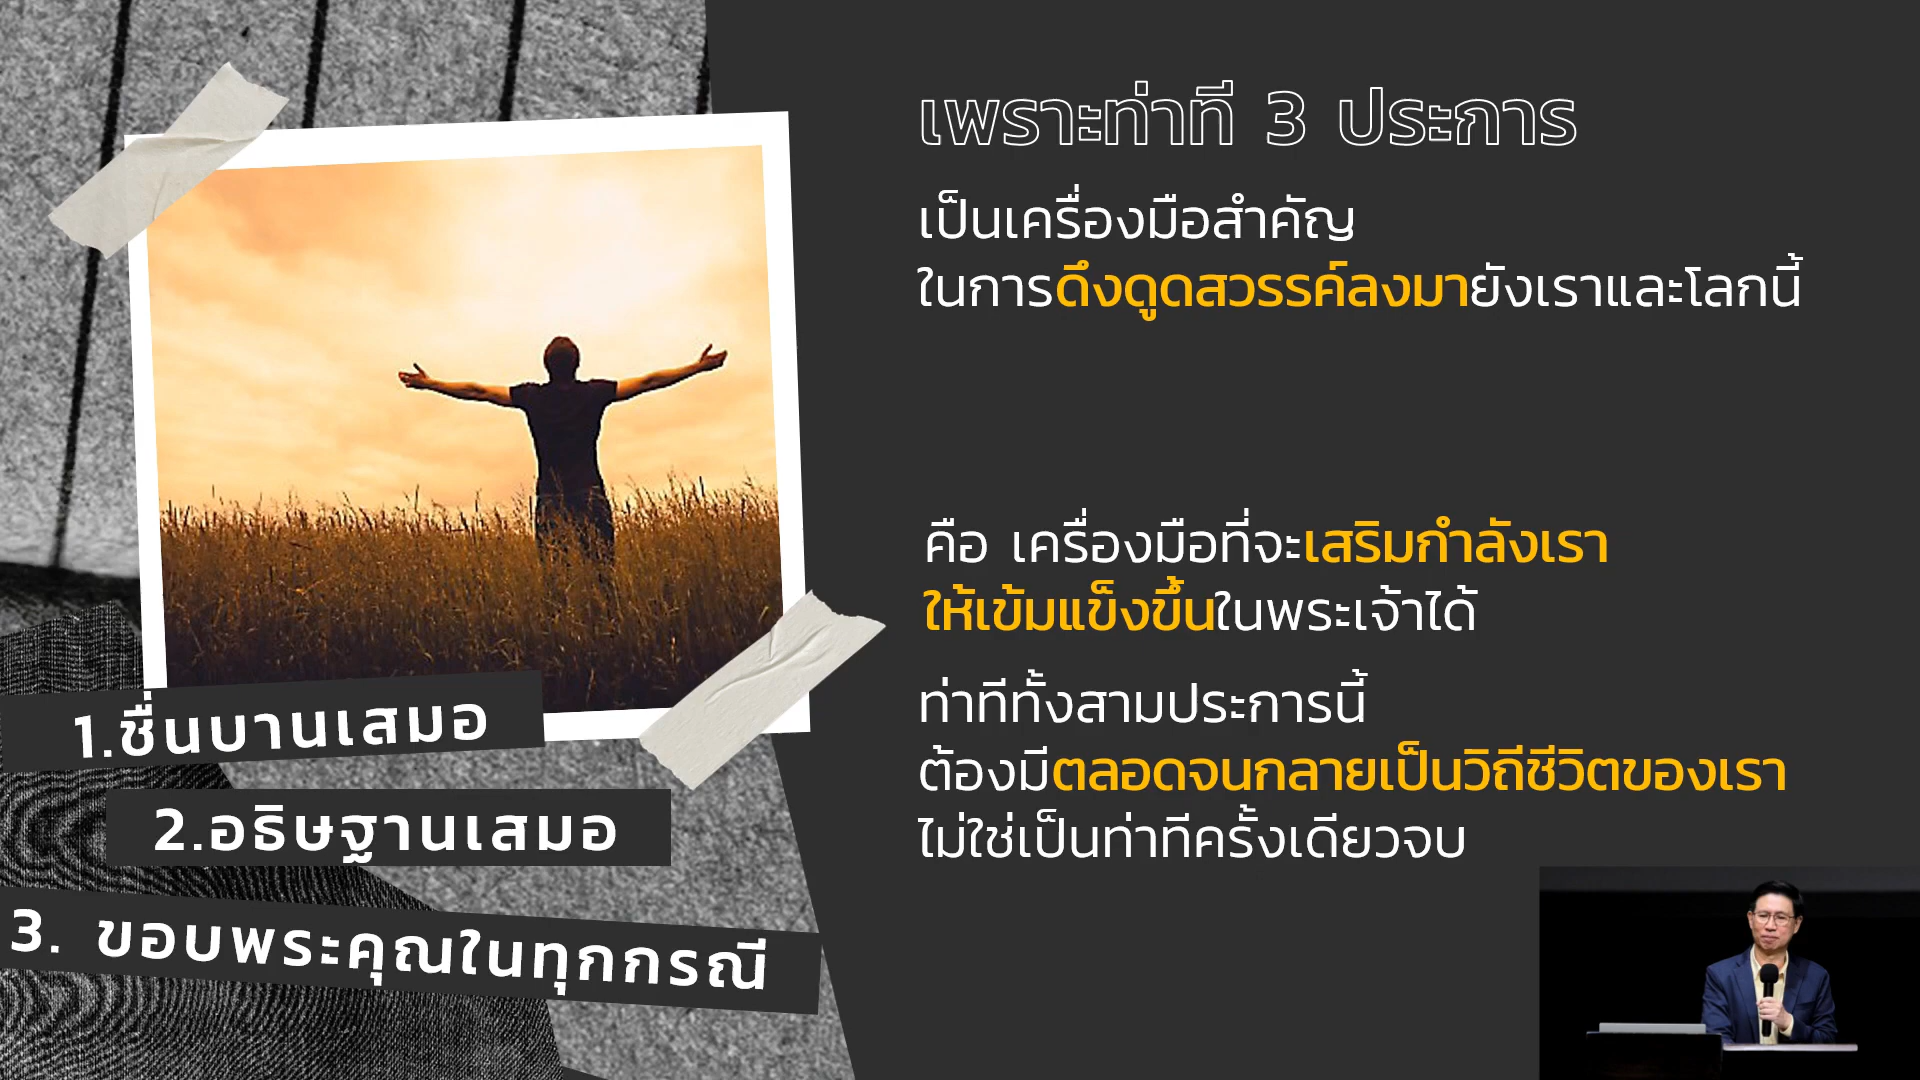 เพราะท่าที 3 ประการ
เป็นเครื่องมือสำคัญ
ในการดึงดูดสวรรค์ลงมายังเราและโลกนี้
คือ เครื่องมือที่จะเสริมกำลังเรา
ให้เข้มแข็งขึ้นในพระเจ้าได้
ท่าทีทั้งสามประการนี้
ต้องมีตลอดจนกลายเป็นวิถีชีวิตของเรา
ไม่ใช่เป็นท่าทีครั้งเดียวจบ
1.ชื่นบานเสมอ
2.อธิษฐานเสมอ
3. ขอบพระคุณในทุกกรณี